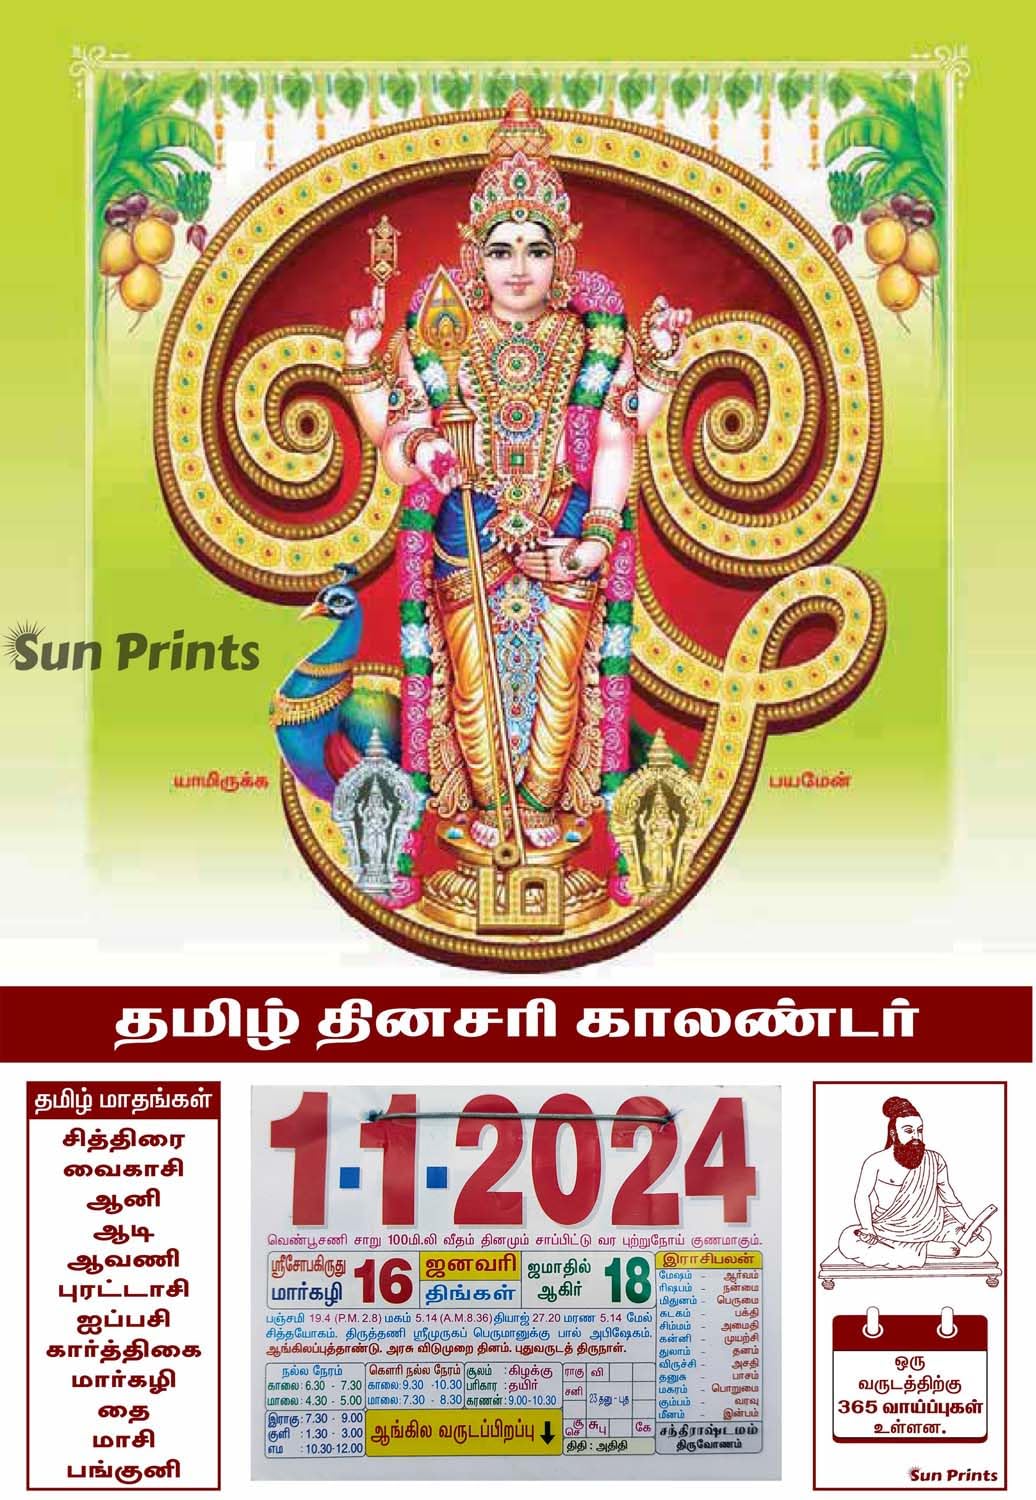 Sun Prints
யாமிருக்க
பயமேன்
தமிழ் தினசரி காலண்டர்
தமிழ் மாதங்கள்
சித்திரை
வைகாசி
ஆனி
ஆடி
ஆவணி
புரட்டாசி
ஐப்பசி
கார்த்திகை
மார்கழி
தை
மாசி
பங்குனி
1.1.2024
வெண்பூசணி சாறு 100மி.லி வீதம் தினமும் சாப்பிட்டு வர புற்றுநோய் குணமாகும்.
ஸ்ரீசோபகிருது
மார்கழி 16
ஜனவரி
திங்கள்
ஜமாதில்
ஆகிர் 18
பஞ்சமி 19.4 (P.M. 2.8) மகம் 5.14 (A.M.8.36) தியாஜ் 27.20 மரண 5.14 மேல்
சித்தயோகம். திருத்தணி ஸ்ரீமுருகப் பெருமானுக்கு பால் அபிஷேகம்.
ஆங்கிலப்புத்தாண்டு. அரசு விடுமுறை தினம். புதுவருடத் திருநாள்.
நல்ல நேரம்
காலை: 6.30 - 7.30
மாலை: 4.30 - 5.00
கௌரி நல்ல நேரம்
காலை: 9.30 -10.30
மாலை: 7.30 - 8.30
சூலம் : கிழக்கு
பரிகார : தயிர்
கரணன் : 9.00-10.30
இராகு : 7.30 - 9.00
குளி : 1.30 - 3.00
எம : 10.30-12.00
ஆங்கில வருடப்பிறப்பு
ராகு வி
சனி
23 தனு - புத
சூ
செ
சுபு
கே
திதி : அதிதி
இராசிபலன்
மேஷம் - ஆர்வம்
ரிஷபம் - நன்மை
மிதுனம் - பெருமை
கடகம் - பக்தி
சிம்மம் - அமைதி
கன்னி - முயற்சி
துலாம் - தனம்
விருச்சி - அசதி
தனுசு - பாசம்
மகரம் - பொறுமை
கும்பம் - வரவு
மீனம் - இன்பம்
சந்திராஷ்டமம்
திருவோணம்
ஒரு
வருடத்திற்கு
365 வாய்ப்புகள்
உள்ளன.
Sun Prints